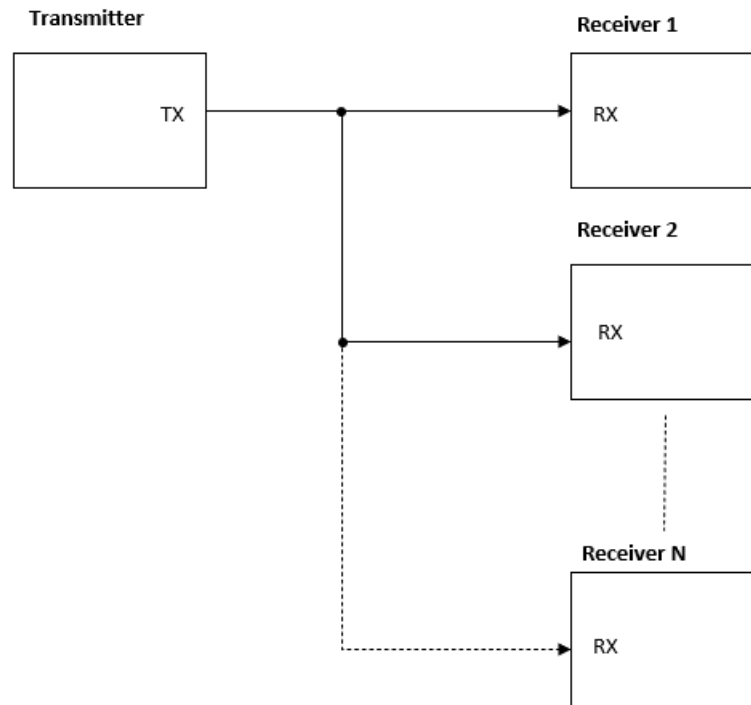 Transmitter
Receiver 1
TX
RX
Receiver 2
RX
Receiver N
RX